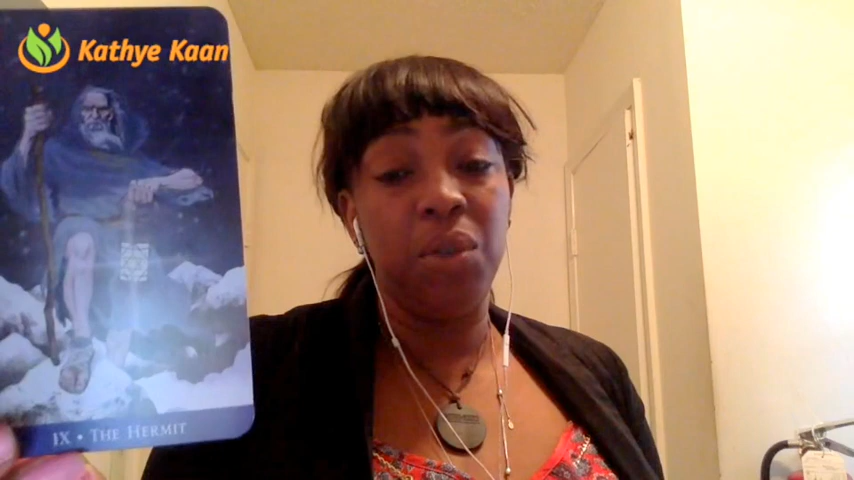 Kathye Kaan
IX • THE HERMIT